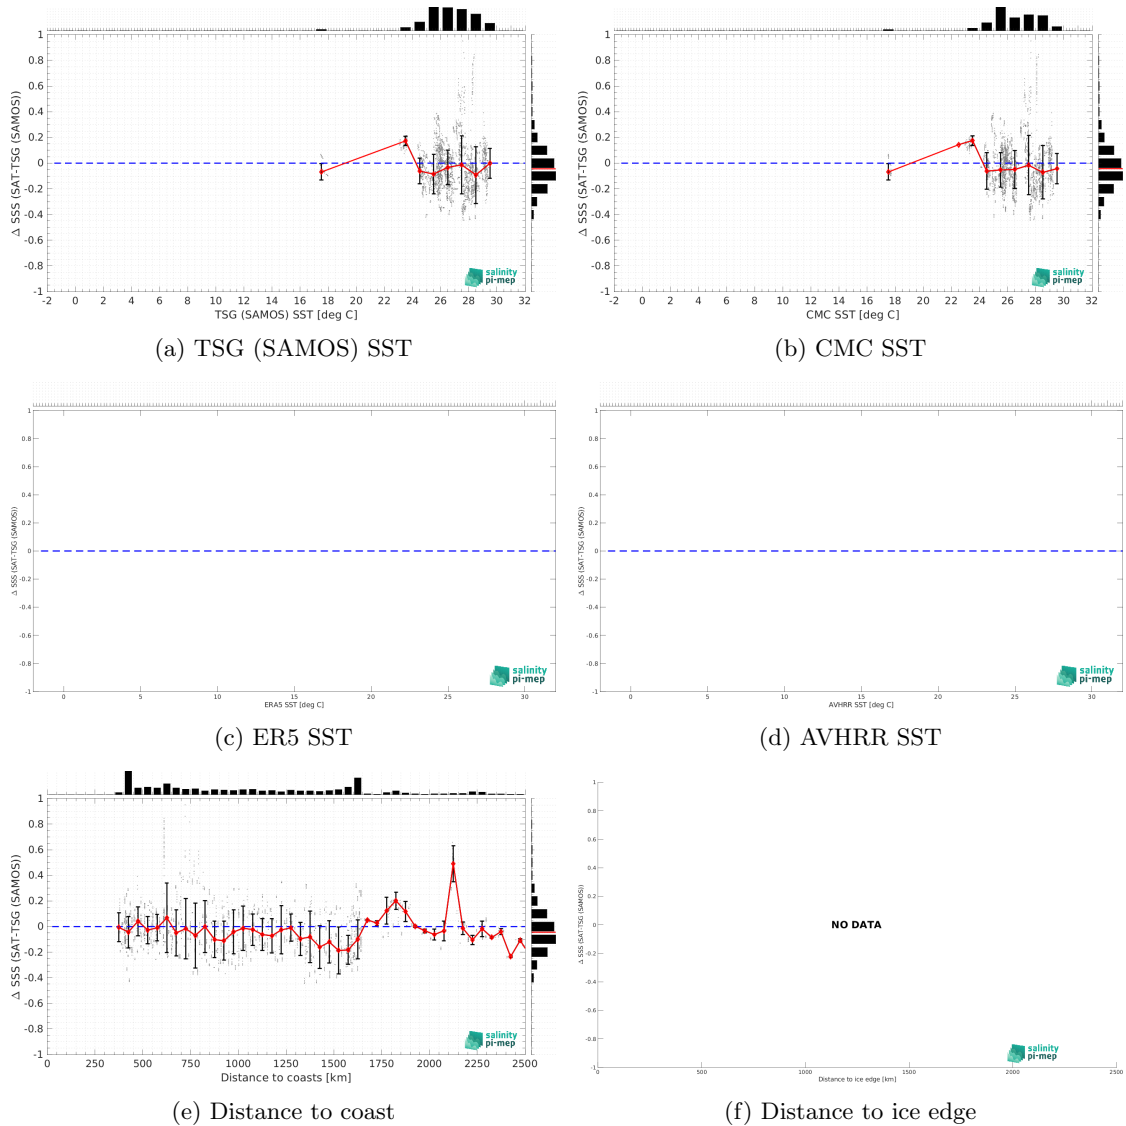 1
0.8
0.6
0.4
0.2
0
-0.2
-0.4
-0.6
-0.8
-1
Δ SSS (SAT-TSG (SAMOS))
-2 0 2 4 6 8 10 12 14 16 18 20 22 24 26 28 30 32
TSG (SAMOS) SST [deg C]
salinity
pi-mep
(a) TSG (SAMOS) SST
1
0.8
0.6
0.4
0.2
0
-0.2
-0.4
-0.6
-0.8
-1
Δ SSS (SAT-TSG (SAMOS))
-2 0 2 4 6 8 10 12 14 16 18 20 22 24 26 28 30 32
CMC SST [deg C]
salinity
pi-mep
(b) CMC SST
1
0.8
0.6
0.4
0.2
0
-0.2
-0.4
-0.6
-0.8
-1
Δ SSS (SAT-TSG (SAMOS))
0 5 10 15 20 25 30
ERA5 SST [deg C]
salinity
pi-mep
(c) ER5 SST
1
0.8
0.6
0.4
0.2
0
-0.2
-0.4
-0.6
-0.8
-1
Δ SSS (SAT-TSG (SAMOS))
0 5 10 15 20 25 30
AVHRR SST [deg C]
salinity
pi-mep
(d) AVHRR SST
1
0.8
0.6
0.4
0.2
0
-0.2
-0.4
-0.6
-0.8
-1
Δ SSS (SAT-TSG (SAMOS))
0 250 500 750 1000 1250 1500 1750 2000 2250 2500
Distance to coasts [km]
salinity
pi-mep
(e) Distance to coast
1
0.8
0.6
0.4
0.2
0
-0.2
-0.4
-0.6
-0.8
-1
Δ SSS (SAT-TSG (SAMOS))
NO DATA
0 500 1000 1500 2000 2500
Distance to ice edge [km]
salinity
pi-mep
(f) Distance to ice edge